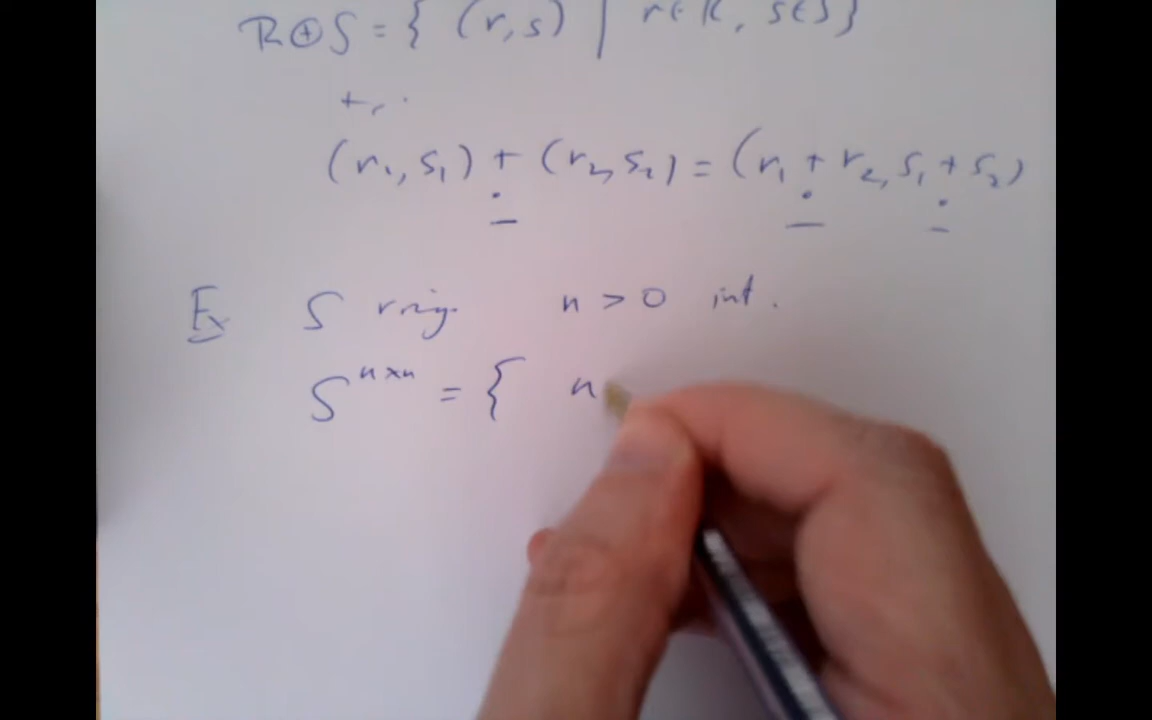 R⊕S = { (r,s) | r∈R, s∈S}
+, ·
(r₁, s₁) + (r₂, s₂) = (r₁ + r₂, s₁ + s₂)
· · ·
Ex S ring. n > 0 int.
Sⁿˣⁿ = { n